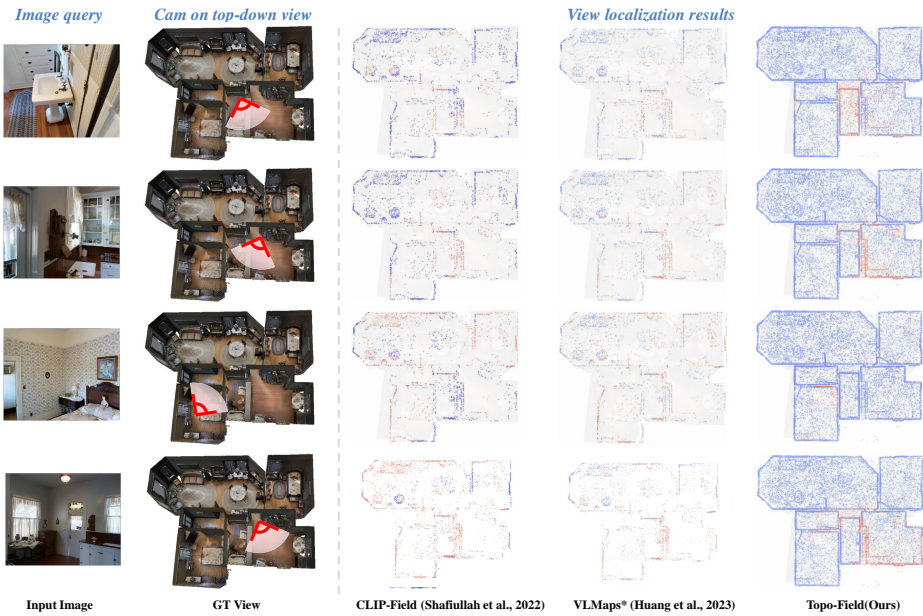 Image query
Cam on top-down view
View localization results
Input Image
GT View
CLIP-Field (Shafiullah et al., 2022)
VLMaps* (Huang et al., 2023)
Topo-Field(Ours)